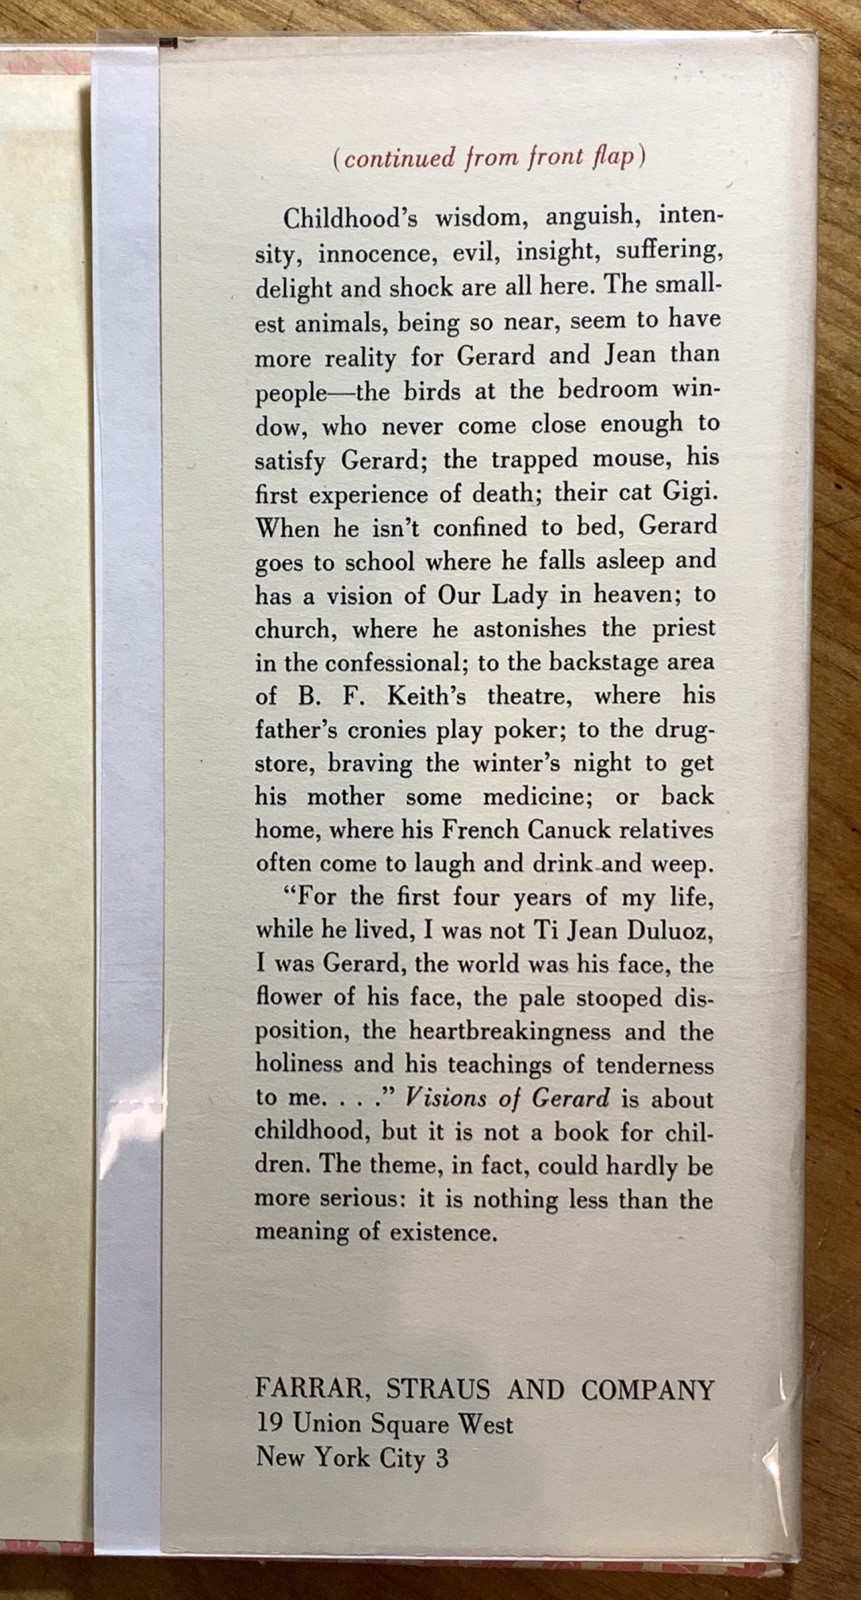 (continued from front flap)
Childhood’s wisdom, anguish, inten-
sity, innocence, evil, insight, suffering,
delight and shock are all here. The small-
est animals, being so near, seem to have
more reality for Gerard and Jean than
people—the birds at the bedroom win-
dow, who never come close enough to
satisfy Gerard; the trapped mouse, his
first experience of death; their cat Gigi.
When he isn’t confined to bed, Gerard
goes to school where he falls asleep and
has a vision of Our Lady in heaven; to
church, where he astonishes the priest
in the confessional; to the backstage area
of B. F. Keith’s theatre, where his
father’s cronies play poker; to the drug-
store, braving the winter’s night to get
his mother some medicine; or back
home, where his French Canuck relatives
often come to laugh and drink and weep.
“For the first four years of my life,
while he lived, I was not Ti Jean Duluoz,
I was Gerard, the world was his face, the
flower of his face, the pale stooped dis-
position, the heartbreakingness and the
holiness and his teachings of tenderness
to me. . . .” Visions of Gerard is about
childhood, but it is not a book for chil-
dren. The theme, in fact, could hardly be
more serious: it is nothing less than the
meaning of existence.
FARRAR, STRAUS AND COMPANY
19 Union Square West
New York City 3